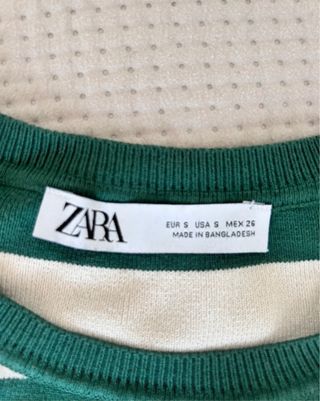 ZARA
EUR S USA S MEX 26
MADE IN BANGLADESH